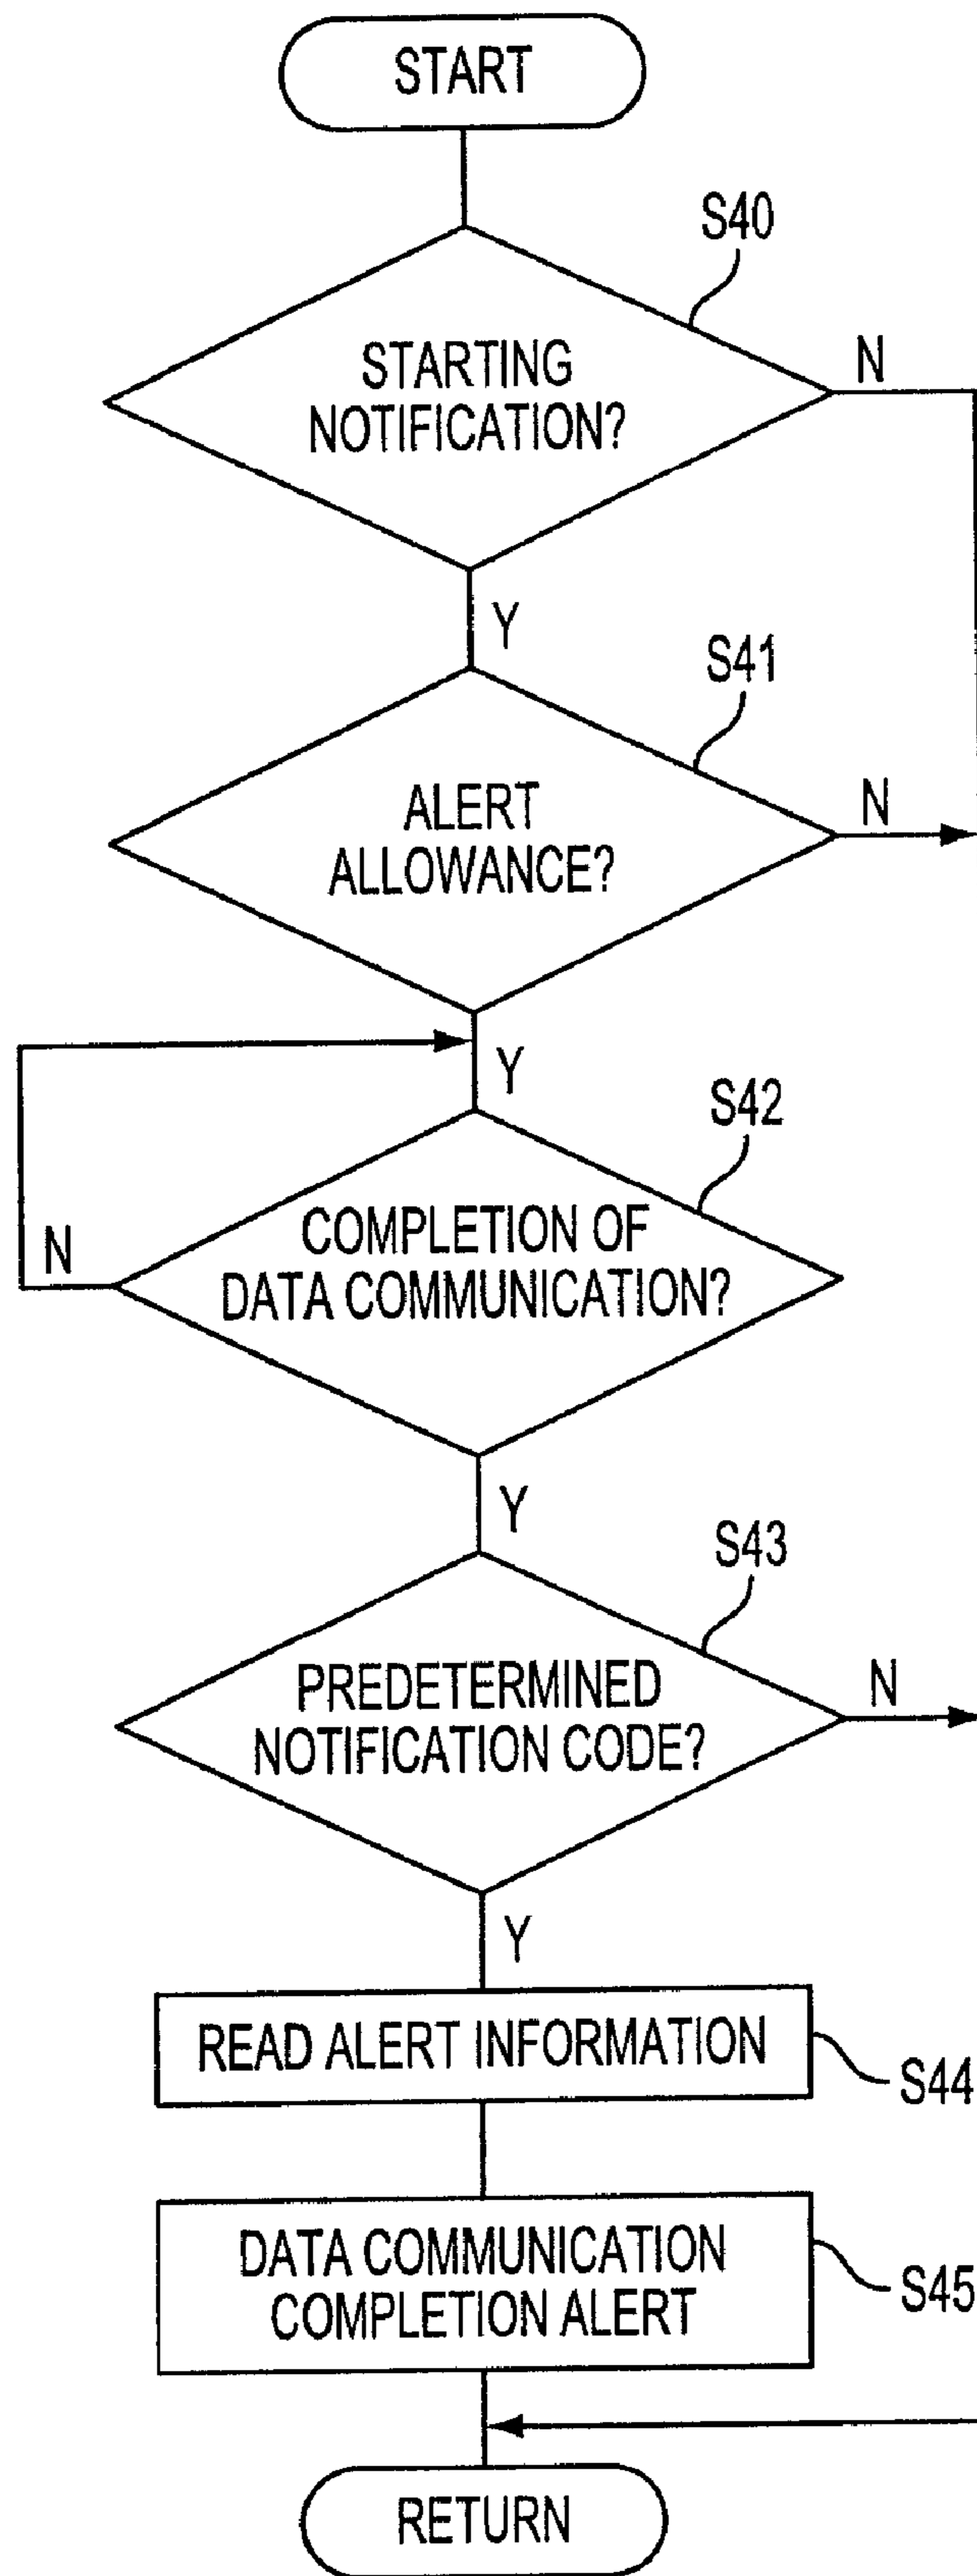 START
S40
STARTING
NOTIFICATION?
N
Y
S41
ALERT
ALLOWANCE?
N
Y
S42
COMPLETION OF
DATA COMMUNICATION?
N
Y
S43
PREDETERMINED
NOTIFICATION CODE?
N
Y
READ ALERT INFORMATION
S44
DATA COMMUNICATION
COMPLETION ALERT
S45
RETURN